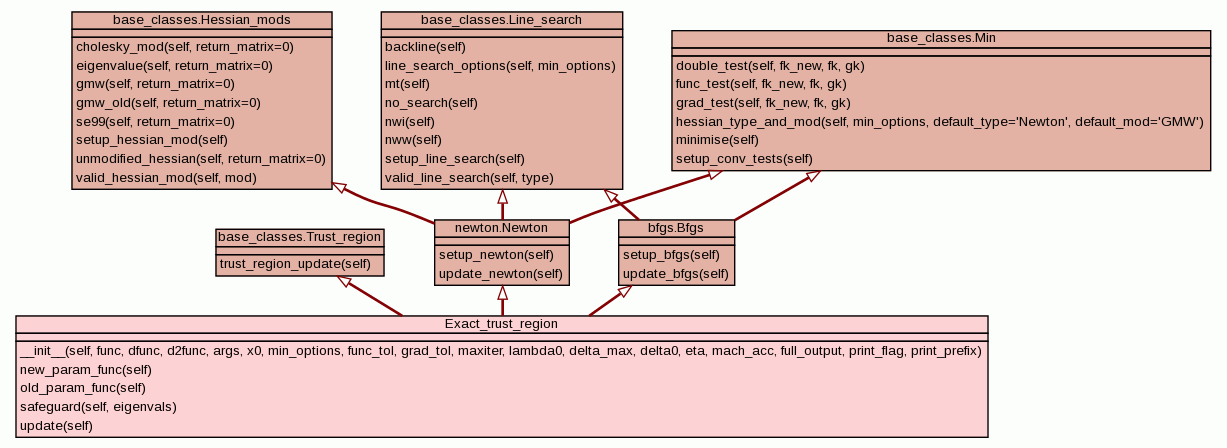 base_classes.Hessian_mods
cholesky_mod(self, return_matrix=0)
eigenvalue(self, return_matrix=0)
gmw(self, return_matrix=0)
gmw_old(self, return_matrix=0)
se99(self, return_matrix=0)
setup_hessian_mod(self)
unmodified_hessian(self, return_matrix=0)
valid_hessian_mod(self, mod)
base_classes.Line_search
backline(self)
line_search_options(self, min_options)
mt(self)
no_search(self)
nwi(self)
nww(self)
setup_line_search(self)
valid_line_search(self, type)
base_classes.Min
double_test(self, fk_new, fk, gk)
func_test(self, fk_new, fk, gk)
grad_test(self, fk_new, fk, gk)
hessian_type_and_mod(self, min_options, default_type='Newton', default_mod='GMW')
minimise(self)
setup_conv_tests(self)
base_classes.Trust_region
trust_region_update(self)
newton.Newton
setup_newton(self)
update_newton(self)
bfgs.Bfgs
setup_bfgs(self)
update_bfgs(self)
Exact_trust_region
__init__(self, func, dfunc, d2func, args, x0, min_options, func_tol, grad_tol, maxiter, lambda0, delta_max, delta0, eta, mach_acc, full_output, print_flag, print_prefix)
new_param_func(self)
old_param_func(self)
safeguard(self, eigenvals)
update(self)